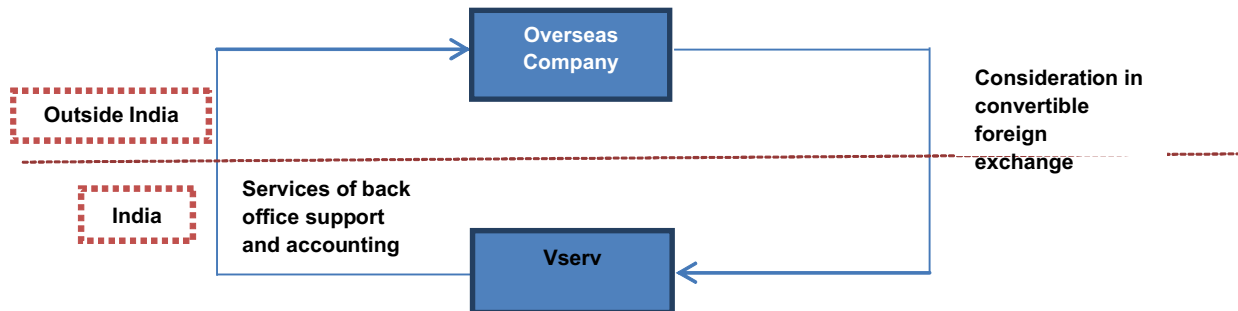 Overseas
Company
Outside India
Consideration in
convertible
foreign
exchange
India
Services of back
office support
and accounting
Vserv